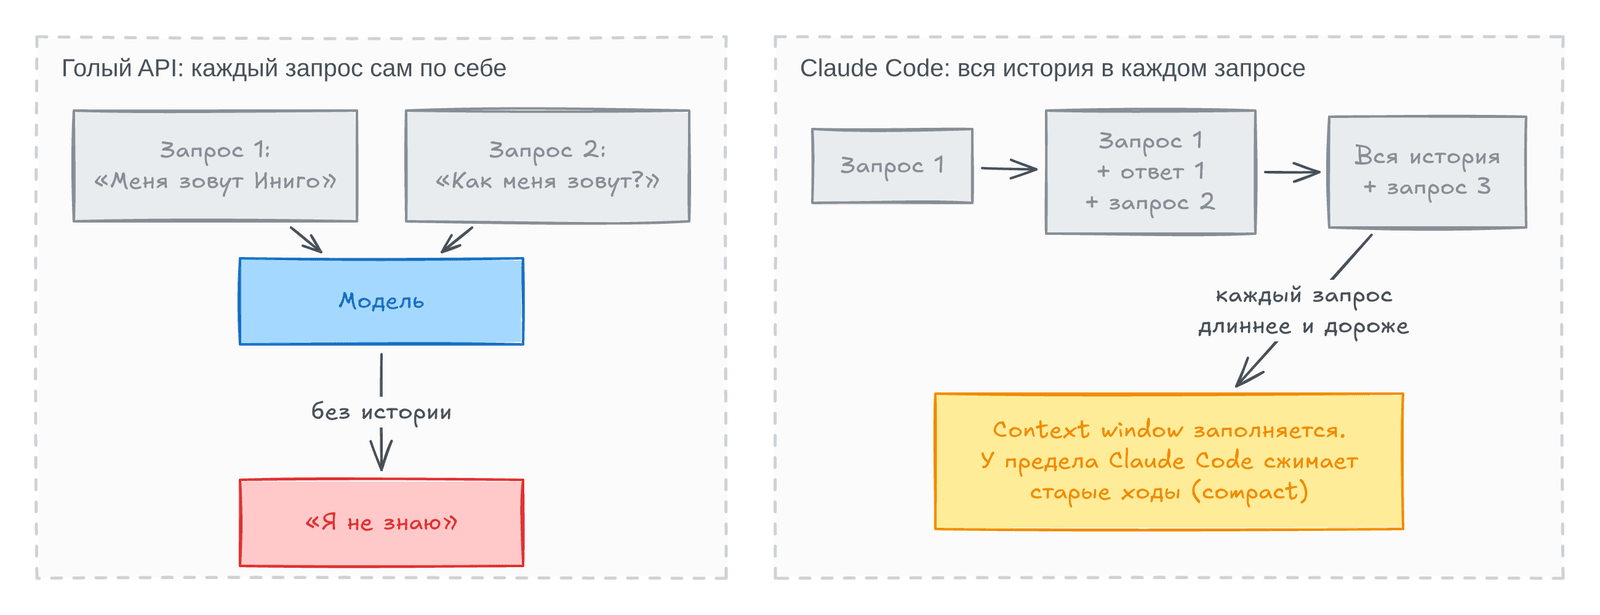 Голый API: каждый запрос сам по себе
Запрос 1:
«Меня зовут Иниго»
Запрос 2:
«Как меня зовут?»
Модель
без истории
«Я не знаю»
Claude Code: вся история в каждом запросе
Запрос 1
Запрос 1
+ ответ 1
+ запрос 2
Вся история
+ запрос 3
каждый запрос
длиннее и дороже
Context window заполняется.
У предела Claude Code сжимает
старые ходы (compact)